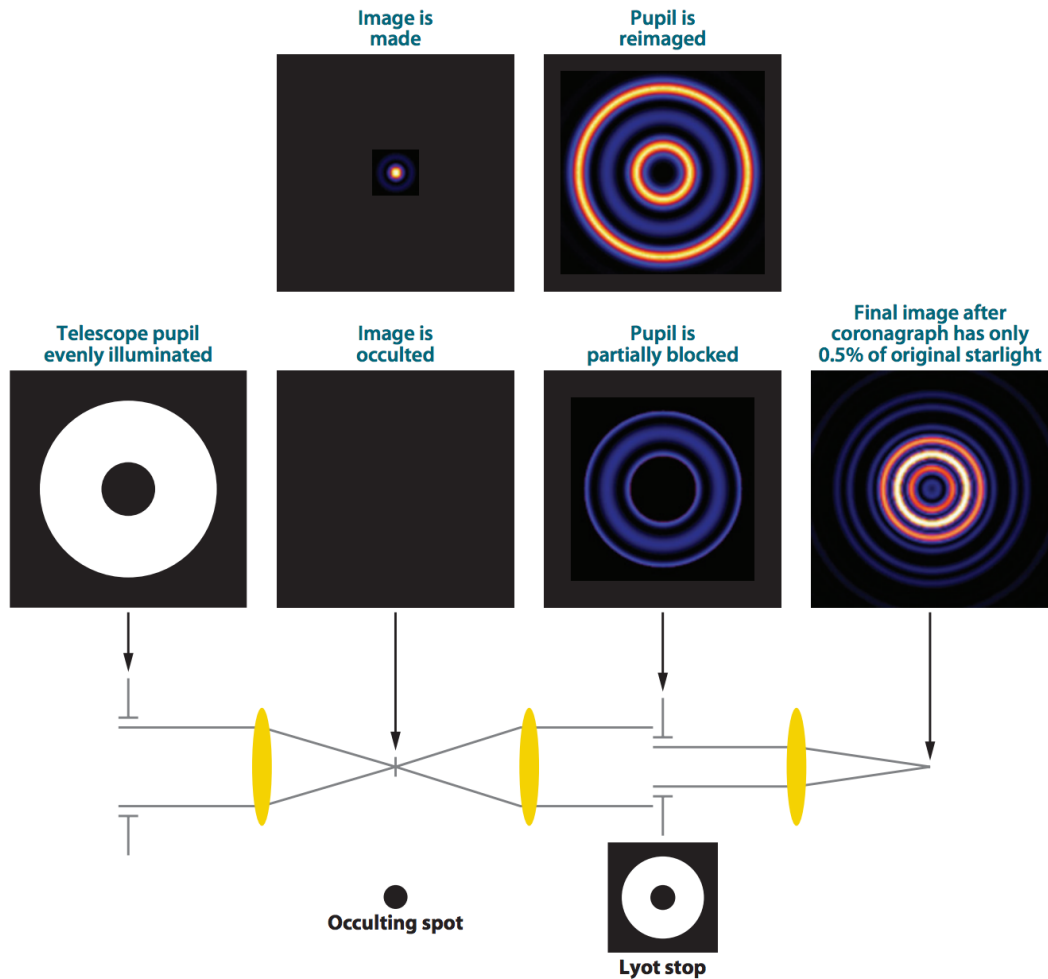 Image is
made
Pupil is
reimaged
Telescope pupil
evenly illuminated
Image is
occulted
Pupil is
partially blocked
Final image after
coronagraph has only
0.5% of original starlight
Occulting spot
Lyot stop